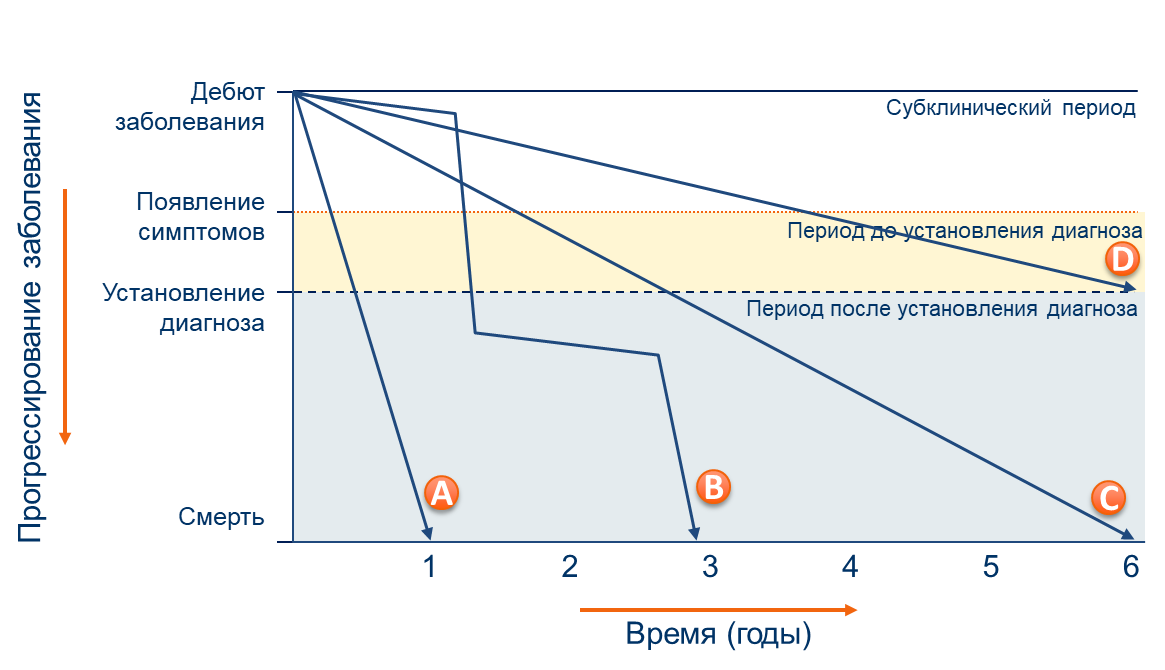 Прогрессирование заболевания
Дебют
заболевания
Субклинический период
Появление
симптомов
Период до установления диагноза
D
Установление
диагноза
Период после установления диагноза
A
B
C
Смерть
1 2 3 4 5 6
Время (годы)